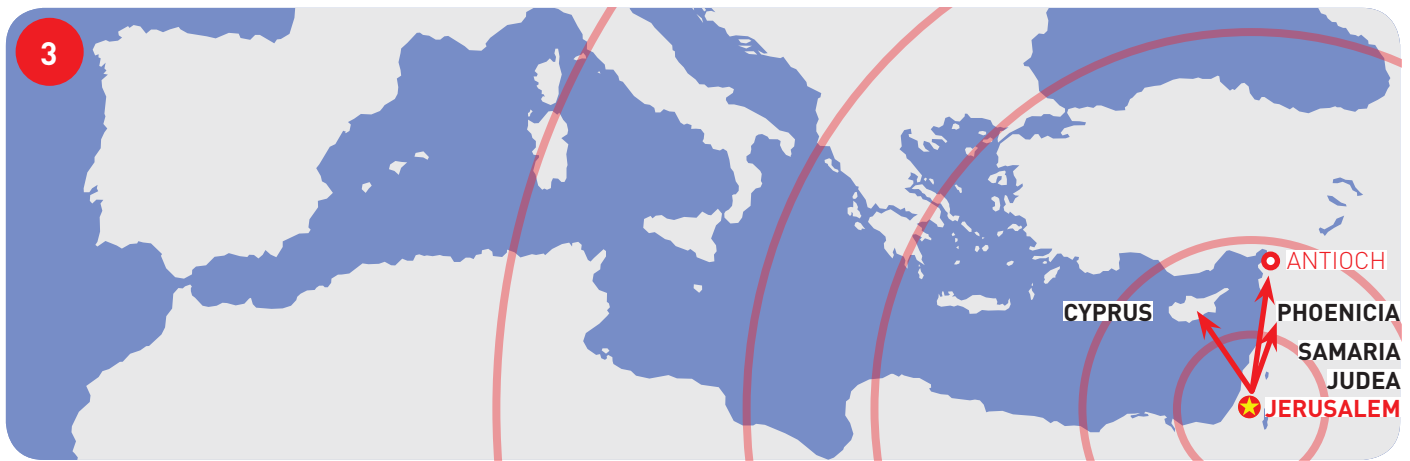 3
ANTIOCH
CYPRUS
PHOENICIA
SAMARIA
JUDEA
JERUSALEM